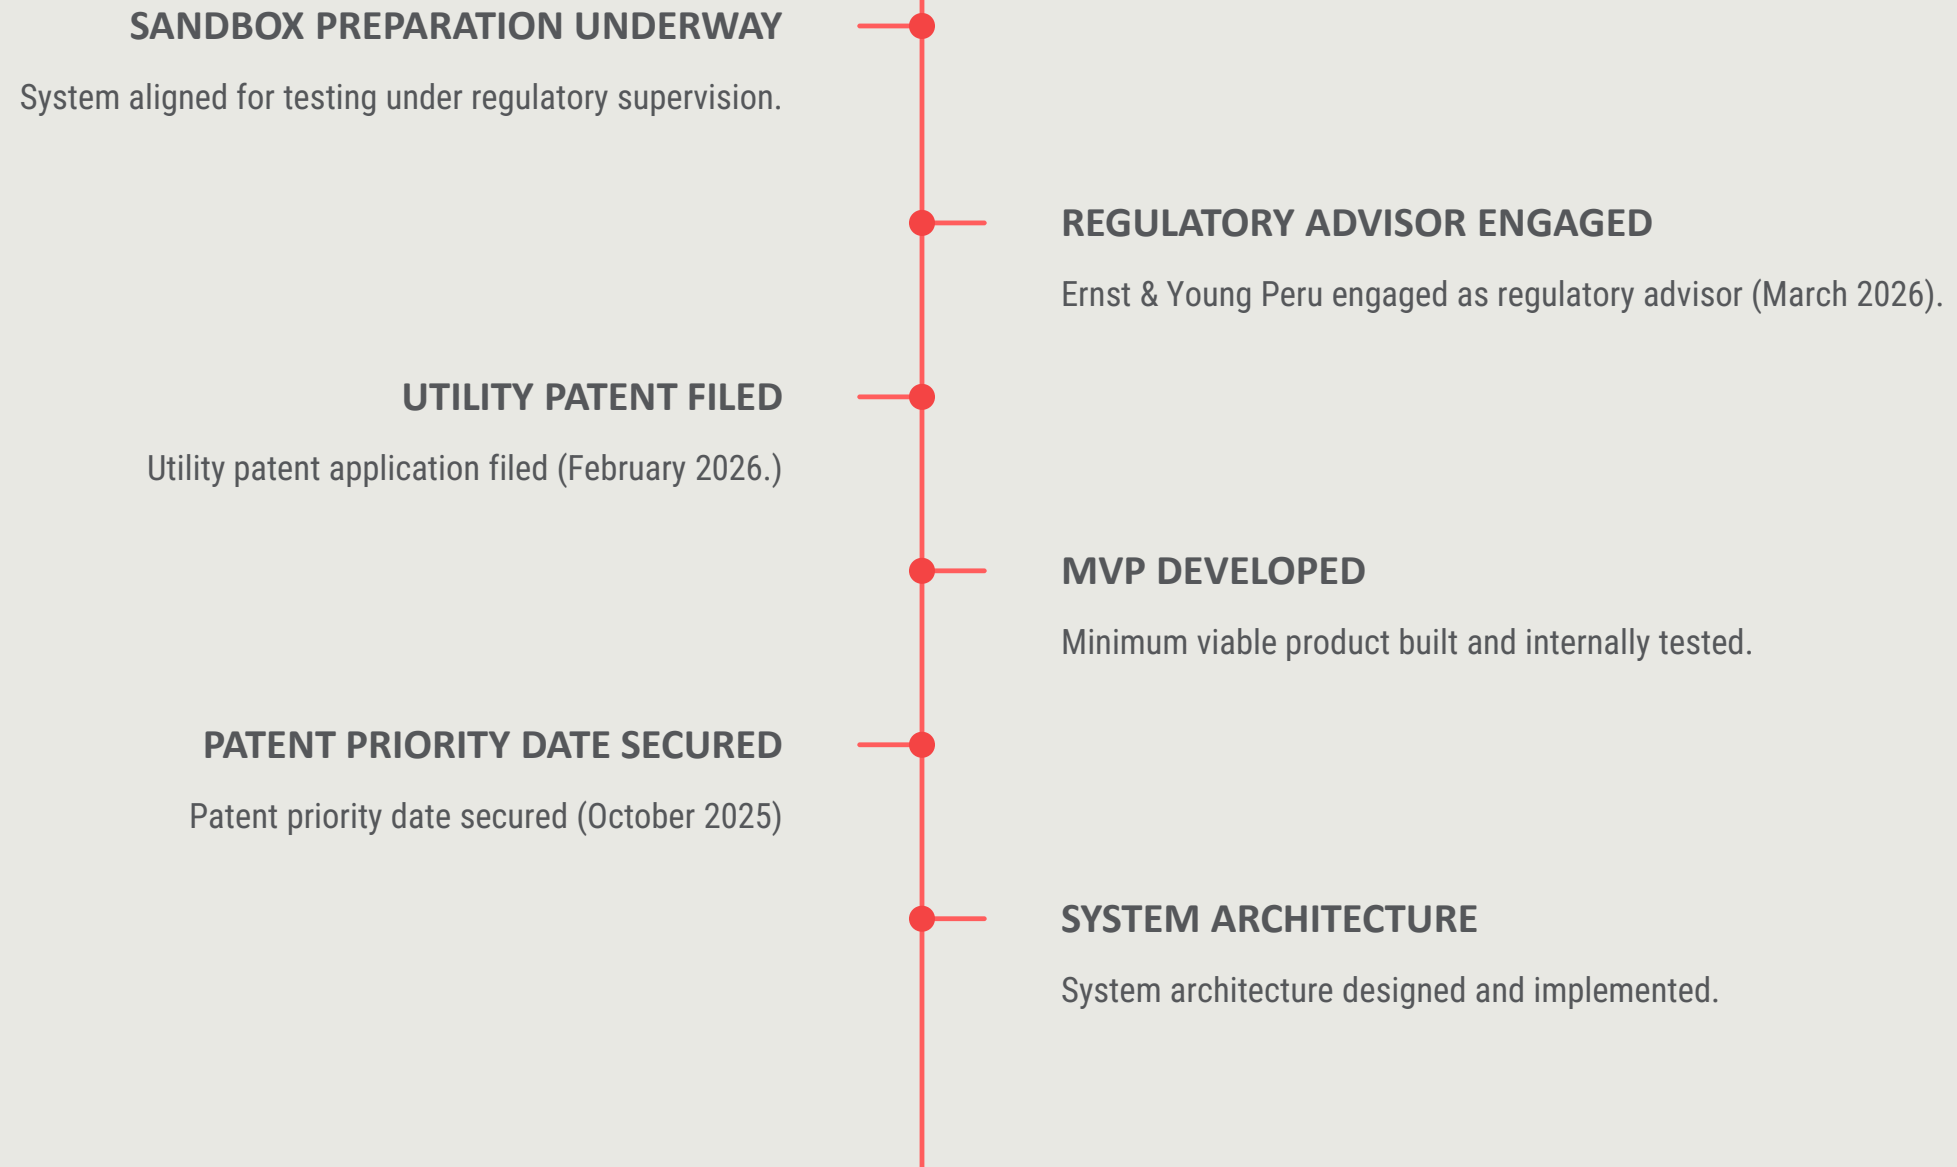 SANDBOX PREPARATION UNDERWAY
System aligned for testing under regulatory supervision.
REGULATORY ADVISOR ENGAGED
Ernst & Young Peru engaged as regulatory advisor (March 2026).
UTILITY PATENT FILED
Utility patent application filed (February 2026.)
MVP DEVELOPED
Minimum viable product built and internally tested.
PATENT PRIORITY DATE SECURED
Patent priority date secured (October 2025)
SYSTEM ARCHITECTURE
System architecture designed and implemented.